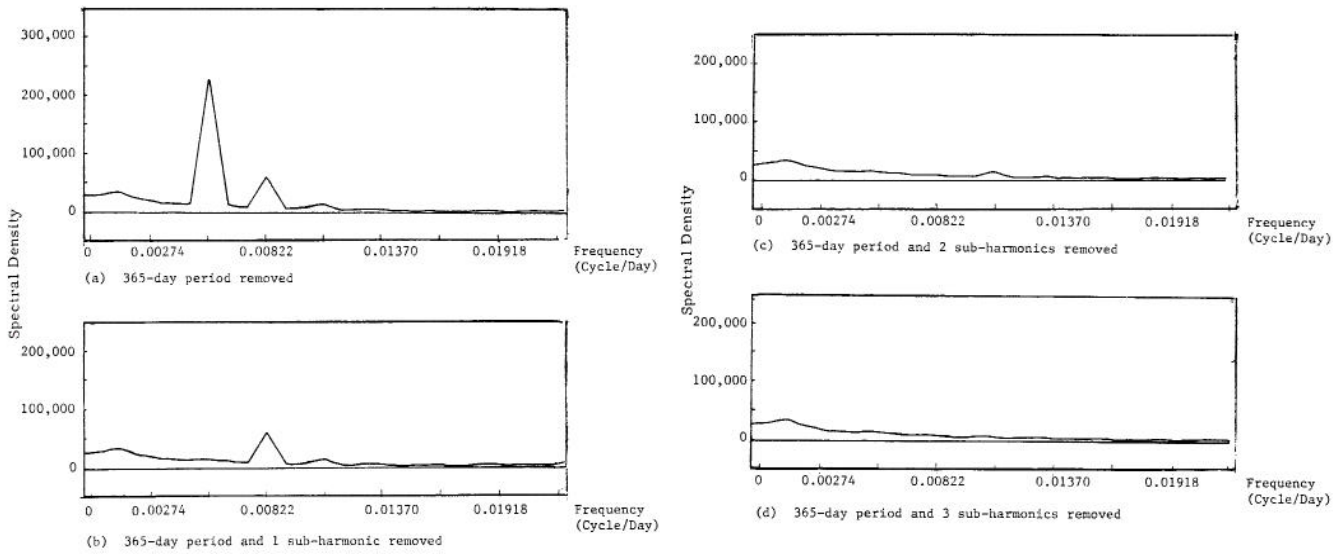 Spectral Density
300,000
200,000
100,000
0
0 0.00274 0.00822 0.01370 0.01918 Frequency
(Cycle/Day)
(a) 365-day period removed
200,000
100,000
0
0 0.00274 0.00822 0.01370 0.01918 Frequency
(Cycle/Day)
(b) 365-day period and 1 sub-harmonic removed
Spectral Density
200,000
100,000
0
0 0.00274 0.00822 0.01370 0.01918 Frequency
(Cycle/Day)
(c) 365-day period and 2 sub-harmonics removed
200,000
100,000
0
0 0.00274 0.00822 0.01370 0.01918 Frequency
(Cycle/Day)
(d) 365-day period and 3 sub-harmonics removed